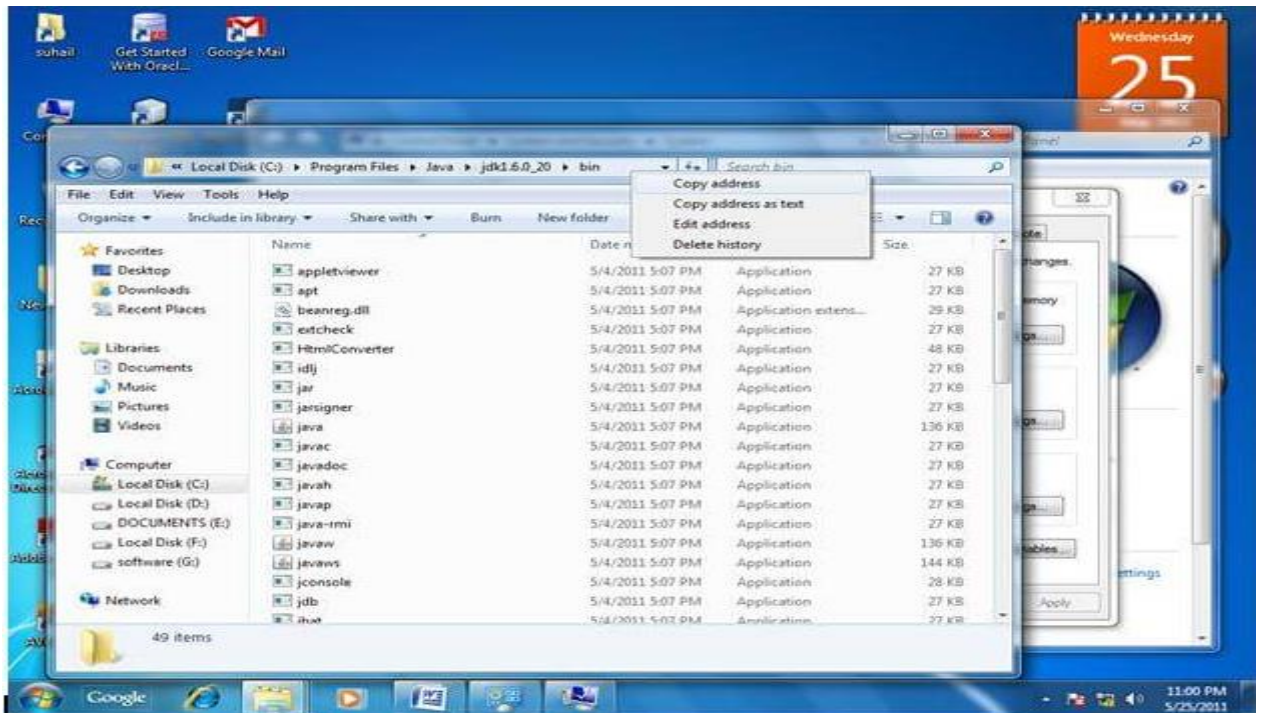 suhail
Get Started
With Oracl...
Google Mail
Wednesday
25
« Local Disk (C:) ▸ Program Files ▸ Java ▸ jdk1.6.0_20 ▸ bin
Search bin
File Edit View Tools Help
Organize Include in library Share with Burn New folder
Copy address
Copy address as text
Edit address
Delete history
Name Size
Favorites
Desktop
Downloads
Recent Places
Libraries
Documents
Music
Pictures
Videos
Computer
Local Disk (C:)
Local Disk (D:)
DOCUMENTS (E:)
Local Disk (F:)
software (G:)
Network
appletviewer 5/4/2011 5:07 PM Application 27 KB
apt 5/4/2011 5:07 PM Application 27 KB
beanreg.dll 5/4/2011 5:07 PM Application extens... 29 KB
extcheck 5/4/2011 5:07 PM Application 27 KB
HtmlConverter 5/4/2011 5:07 PM Application 48 KB
idlj 5/4/2011 5:07 PM Application 27 KB
jar 5/4/2011 5:07 PM Application 27 KB
jarsigner 5/4/2011 5:07 PM Application 27 KB
java 5/4/2011 5:07 PM Application 136 KB
javac 5/4/2011 5:07 PM Application 27 KB
javadoc 5/4/2011 5:07 PM Application 27 KB
javah 5/4/2011 5:07 PM Application 27 KB
javap 5/4/2011 5:07 PM Application 27 KB
java-rmi 5/4/2011 5:07 PM Application 27 KB
javaw 5/4/2011 5:07 PM Application 136 KB
javaws 5/4/2011 5:07 PM Application 144 KB
jconsole 5/4/2011 5:07 PM Application 28 KB
jdb 5/4/2011 5:07 PM Application 27 KB
jhat 5/4/2011 5:07 PM Application 27 KB
49 items
Apply
Google
11:00 PM
5/25/2011